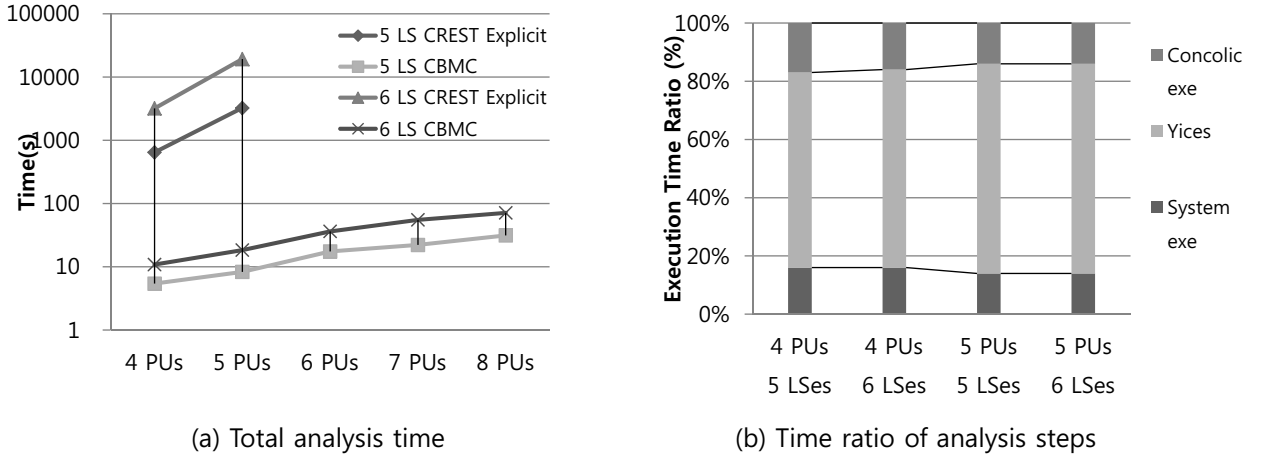 100000
10000
1000
100
10
1
Time(s)
5 LS CREST Explicit
5 LS CBMC
6 LS CREST Explicit
6 LS CBMC
4 PUs
5 PUs
6 PUs
7 PUs
8 PUs
(a) Total analysis time
100%
80%
60%
40%
20%
0%
Execution Time Ratio (%)
Concolic
exe
Yices
System
exe
4 PUs
5 LSes
4 PUs
6 LSes
5 PUs
5 LSes
5 PUs
6 LSes
(b) Time ratio of analysis steps